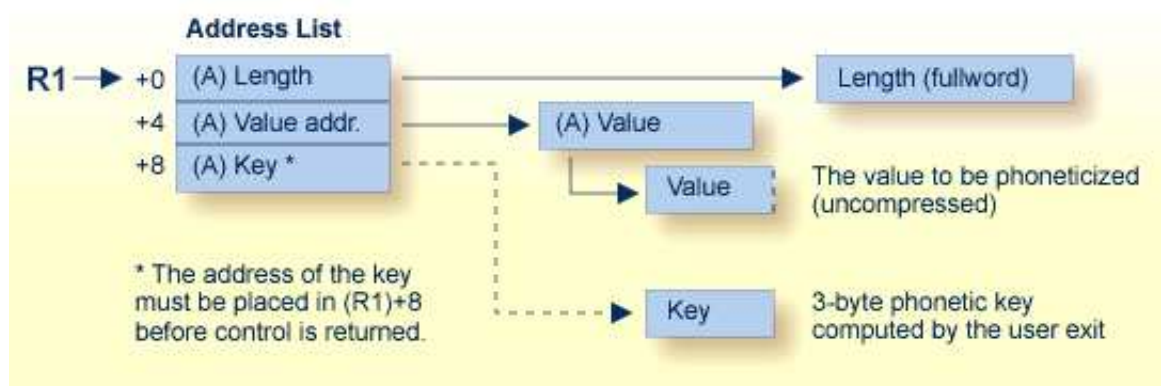 Address List
R1 +0 (A) Length Length (fullword)
+4 (A) Value addr. (A) Value
+8 (A) Key *
Value The value to be phoneticized
(uncompressed)
* The address of the key
must be placed in (R1)+8
before control is returned.
Key 3-byte phonetic key
computed by the user exit